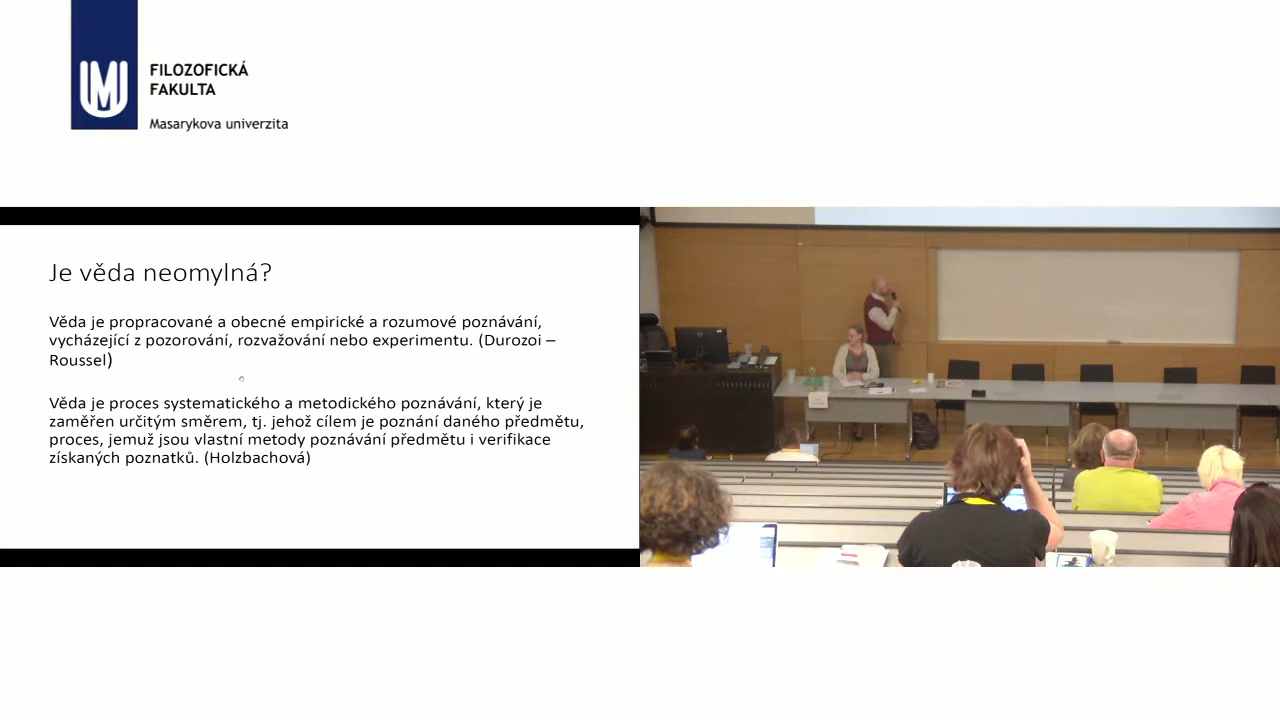 FILOZOFICKÁ
FAKULTA
Masarykova univerzita
Je věda neomylná?
Věda je propracované a obecné empirické a rozumové poznávání,
vycházející z pozorování, rozvažování nebo experimentu. (Durozoi –
Roussel)
Věda je proces systematického a metodického poznávání, který je
zaměřen určitým směrem, tj. jehož cílem je poznání daného předmětu,
proces, jemuž jsou vlastní metody poznávání předmětu i verifikace
získaných poznatků. (Holzbachová)